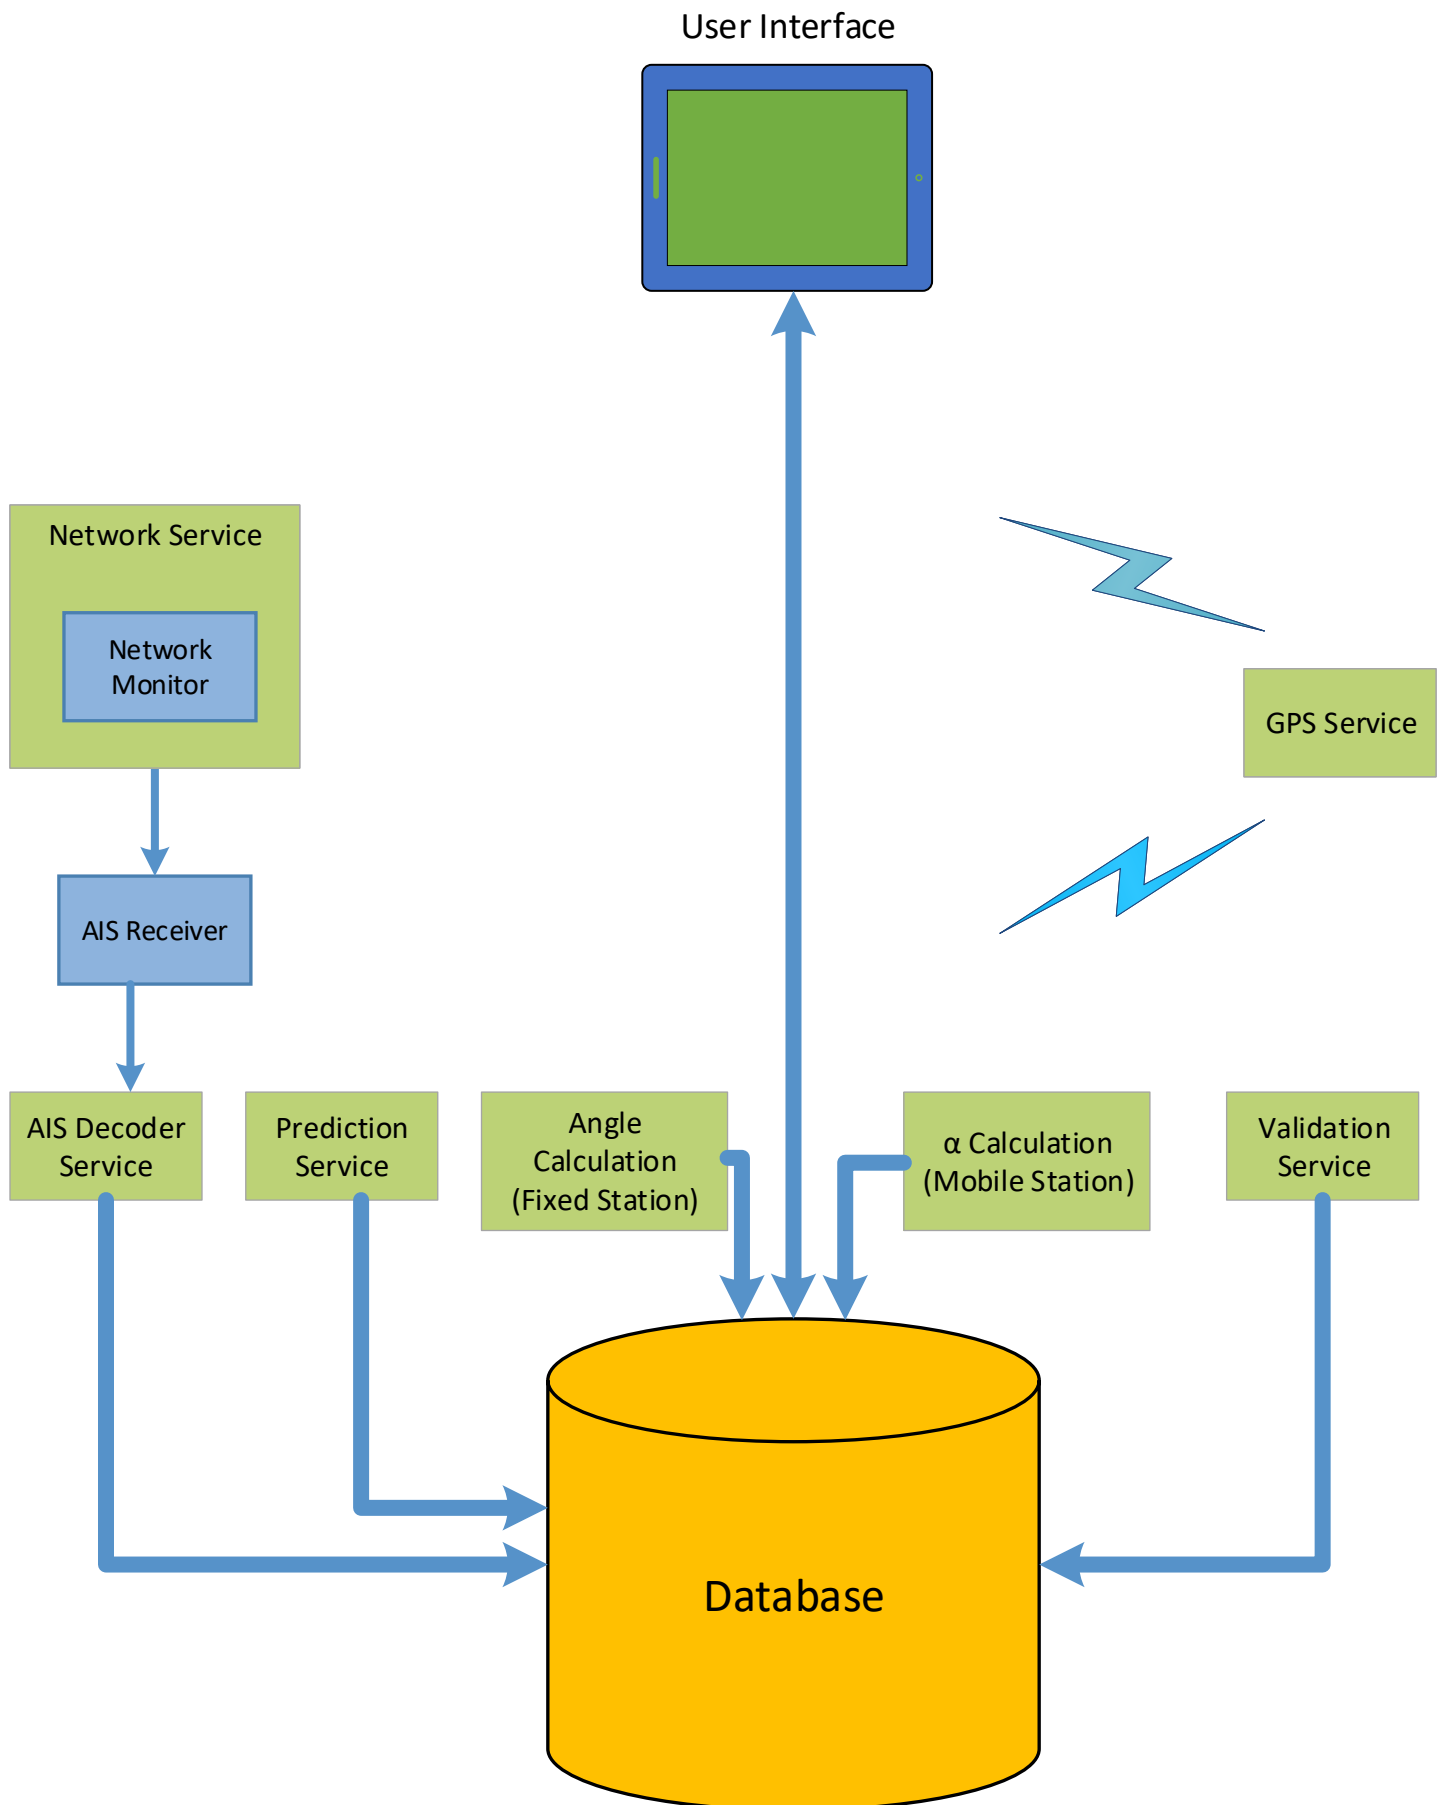 User Interface
Network Service
Network
Monitor
GPS Service
AIS Receiver
AIS Decoder
Service
Prediction
Service
Angle
Calculation
(Fixed Station)
α Calculation
(Mobile Station)
Validation
Service
Database